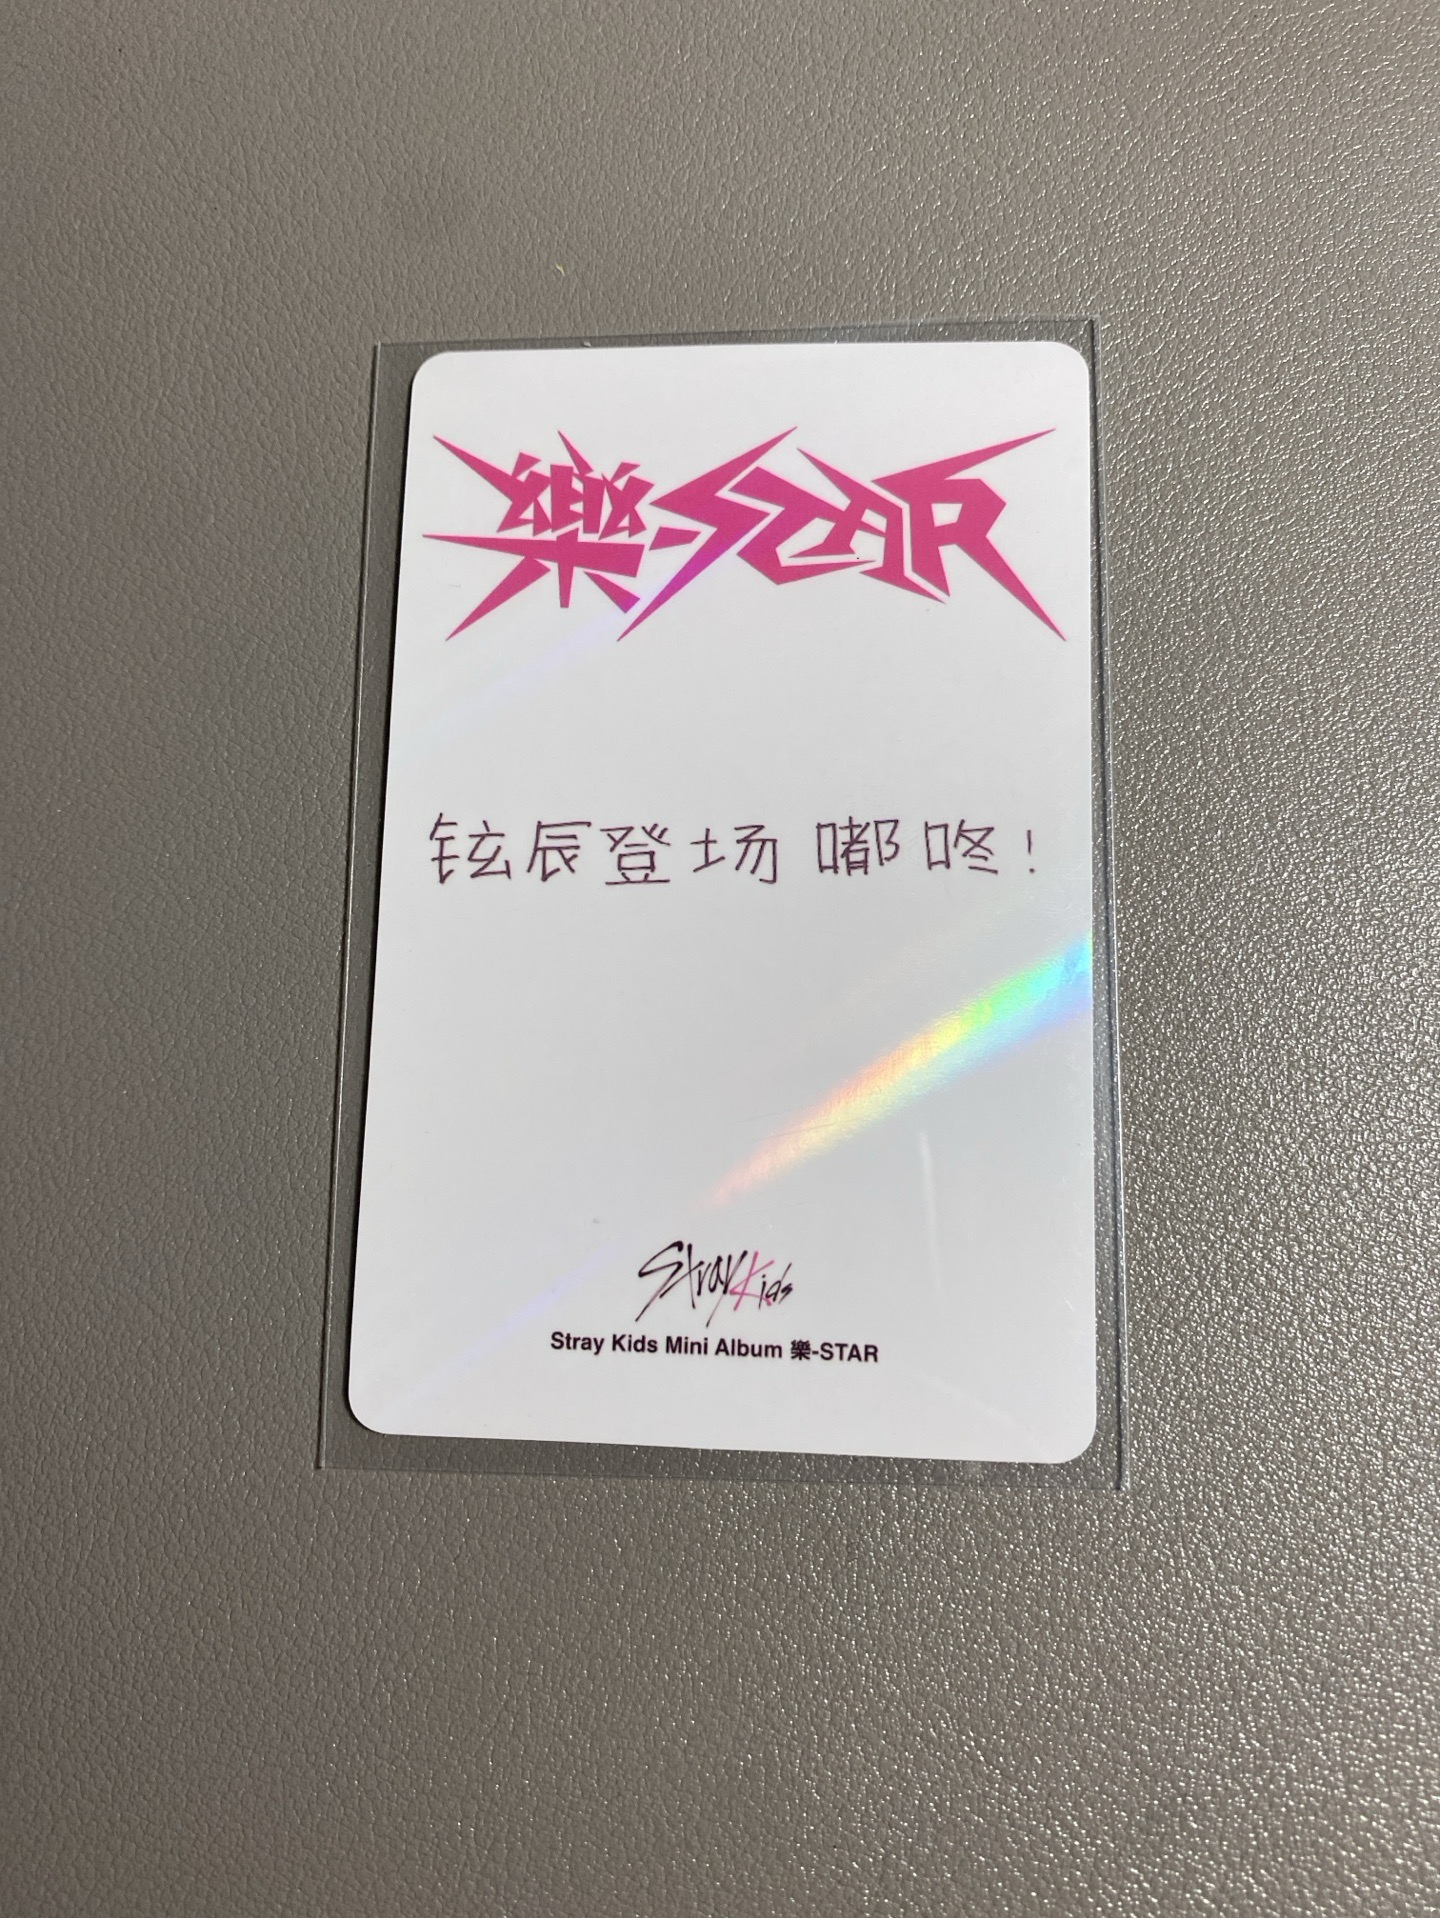 樂-STAR
铉辰登场 嘟咚!
Stray Kids
Stray Kids Mini Album 樂-STAR